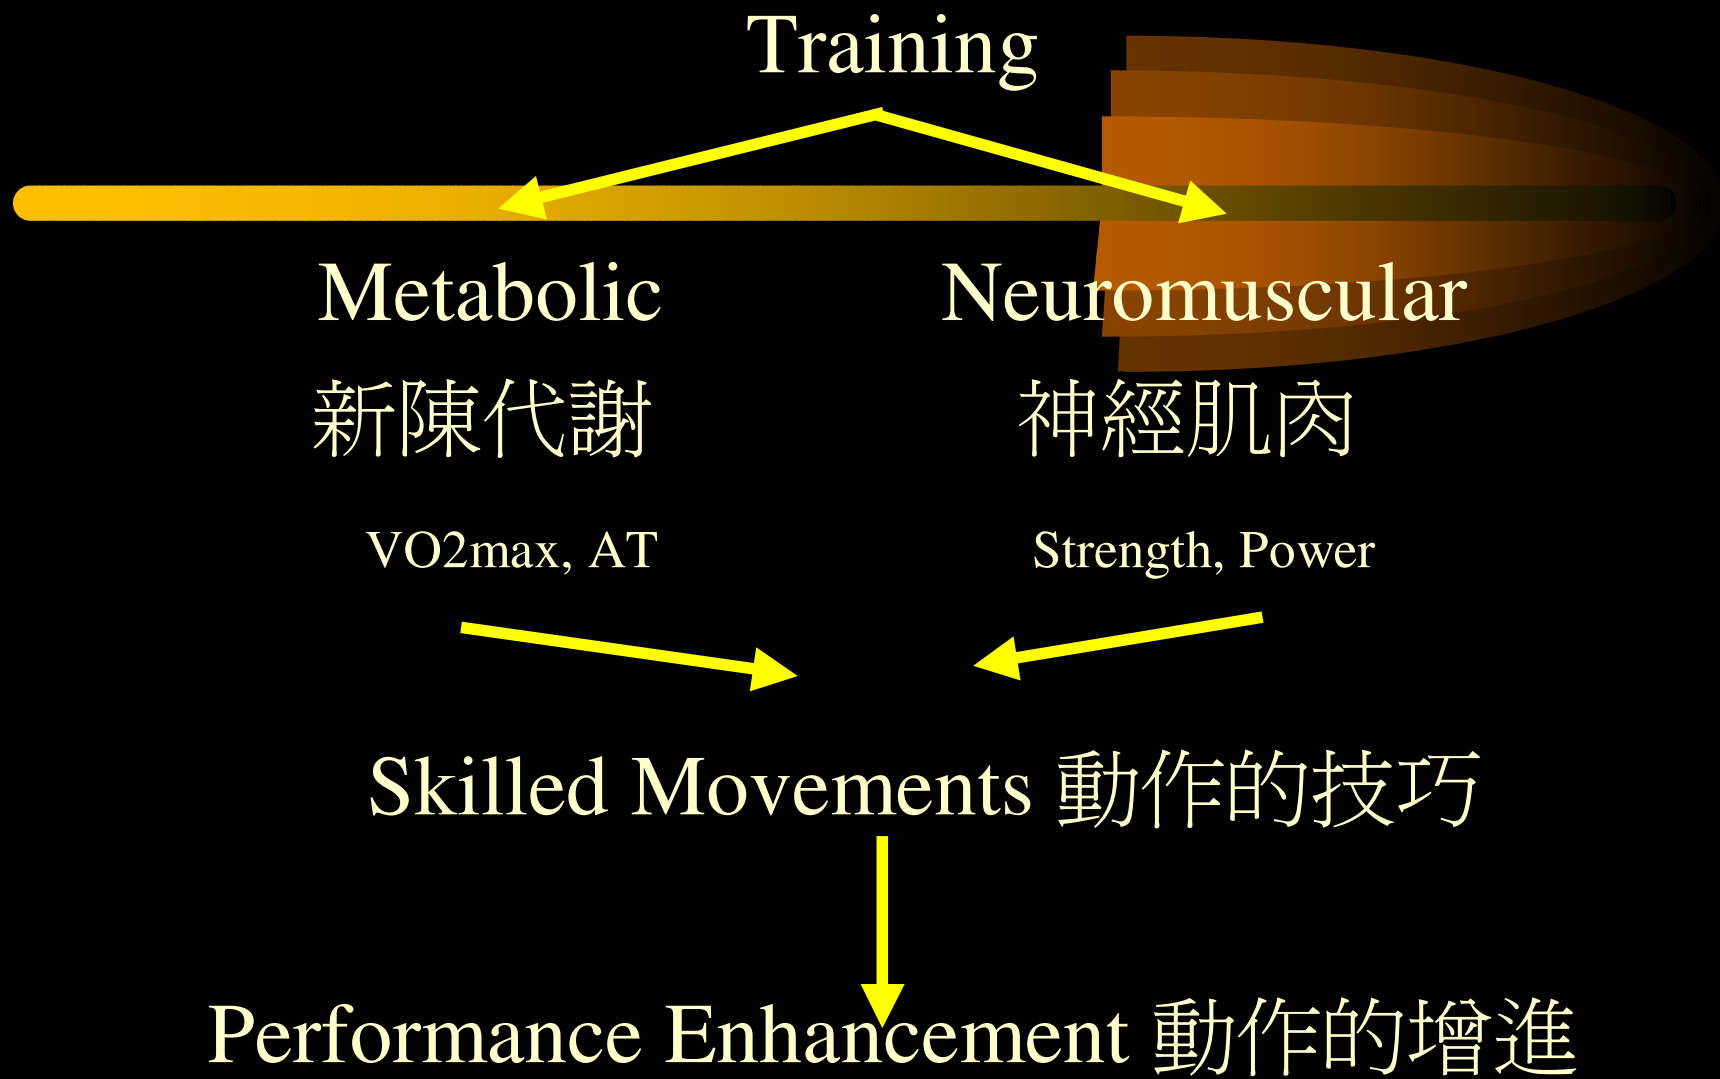 Training
Metabolic Neuromuscular
新陳代謝 神經肌肉
VO2max, AT Strength, Power
Skilled Movements 動作的技巧
Performance Enhancement 動作的增進